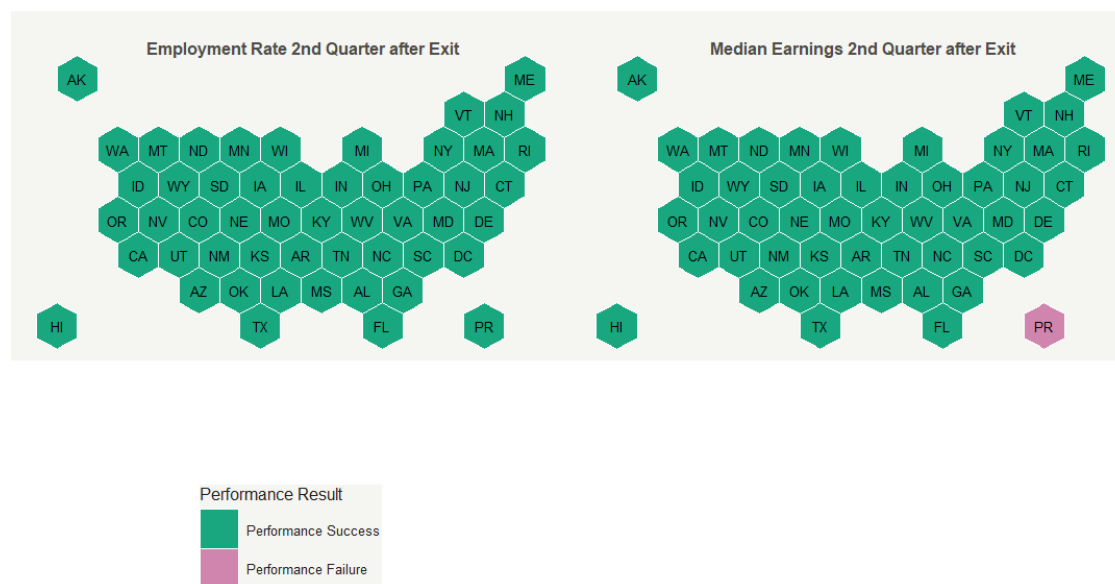 Employment Rate 2nd Quarter after Exit
AK
ME
VT NH
WA MT ND MN WI MI NY MA RI
ID WY SD IA IL IN OH PA NJ CT
OR NV CO NE MO KY WV VA MD DE
CA UT NM KS AR TN NC SC DC
AZ OK LA MS AL GA
HI TX FL PR
Median Earnings 2nd Quarter after Exit
AK
ME
VT NH
WA MT ND MN WI MI NY MA RI
ID WY SD IA IL IN OH PA NJ CT
OR NV CO NE MO KY WV VA MD DE
CA UT NM KS AR TN NC SC DC
AZ OK LA MS AL GA
HI TX FL PR
Performance Result
Performance Success
Performance Failure